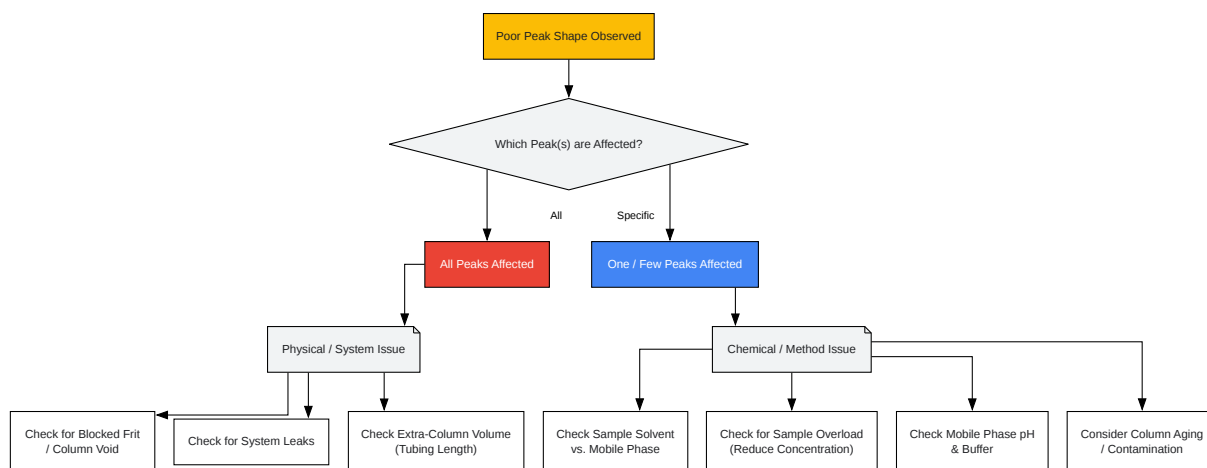 Poor Peak Shape Observed
Which Peak(s) are Affected?
All
Specific
All Peaks Affected
One / Few Peaks Affected
Physical / System Issue
Chemical / Method Issue
Check for Blocked Frit
/ Column Void
Check for System Leaks
Check Extra-Column Volume
(Tubing Length)
Check Sample Solvent
vs. Mobile Phase
Check for Sample Overload
(Reduce Concentration)
Check Mobile Phase pH
& Buffer
Consider Column Aging
/ Contamination